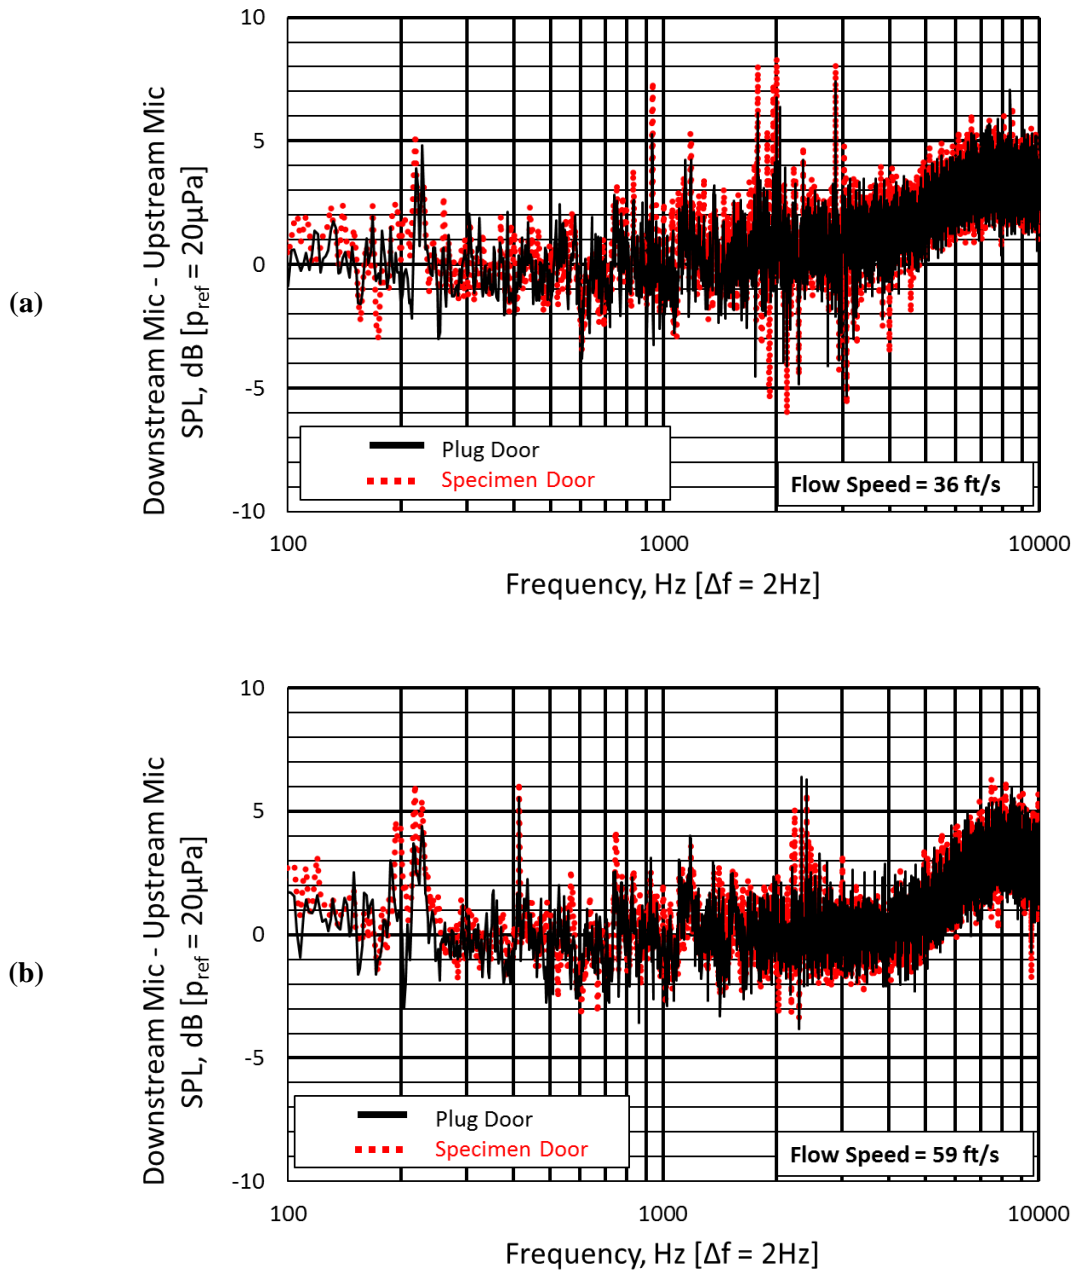 (a)
Downstream Mic - Upstream Mic
SPL, dB [pref = 20µPa]
10
5
0
-5
-10
Plug Door
Specimen Door
Flow Speed = 36 ft/s
100 1000 10000
Frequency, Hz [Δf = 2Hz]
(b)
Downstream Mic - Upstream Mic
SPL, dB [pref = 20µPa]
10
5
0
-5
-10
Plug Door
Specimen Door
Flow Speed = 59 ft/s
100 1000 10000
Frequency, Hz [Δf = 2Hz]